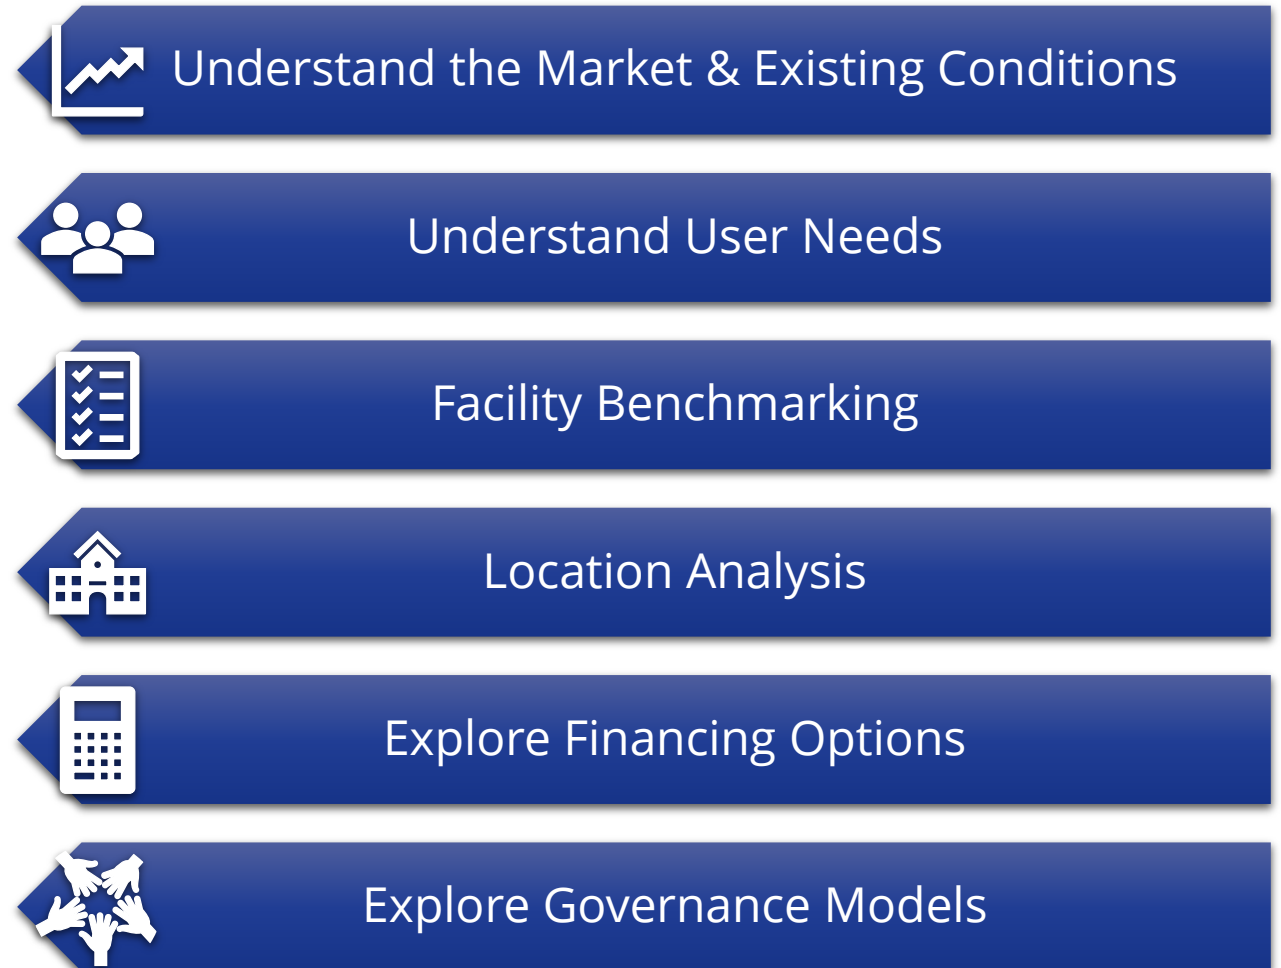 Understand the Market & Existing Conditions
Understand User Needs
Facility Benchmarking
Location Analysis
Explore Financing Options
Explore Governance Models